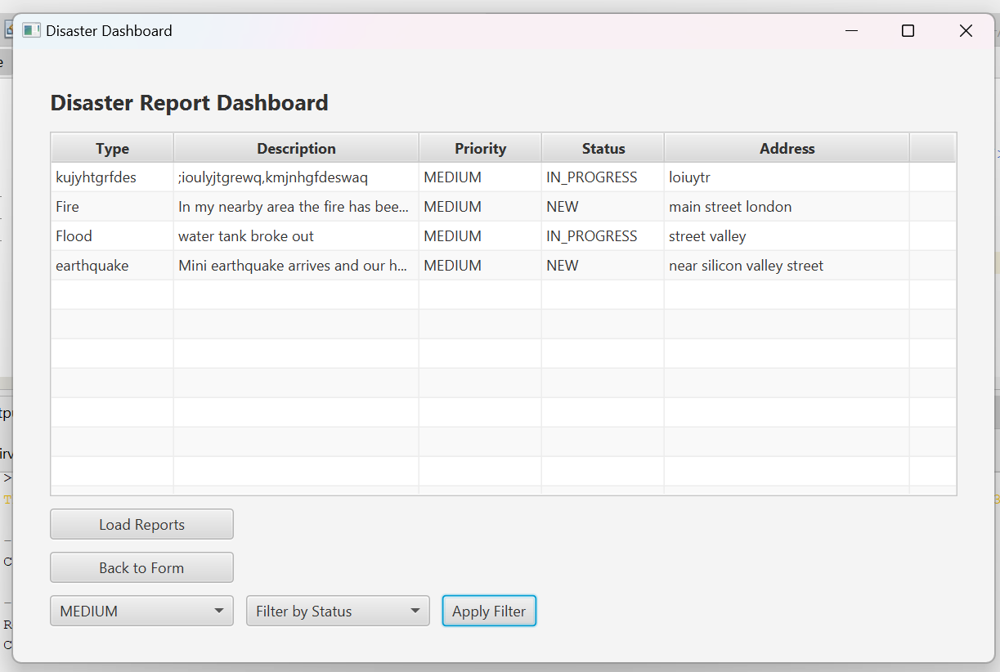 Disaster Dashboard
Disaster Report Dashboard
Type Description Priority Status Address
kujyhtgrfdes ;ioulyjtgrewq,kmjnhgfdeswaq MEDIUM IN_PROGRESS loiuytr
Fire In my nearby area the fire has bee... MEDIUM NEW main street london
Flood water tank broke out MEDIUM IN_PROGRESS street valley
earthquake Mini earthquake arrives and our h... MEDIUM NEW near silicon valley street
Load Reports
Back to Form
MEDIUM Filter by Status Apply Filter